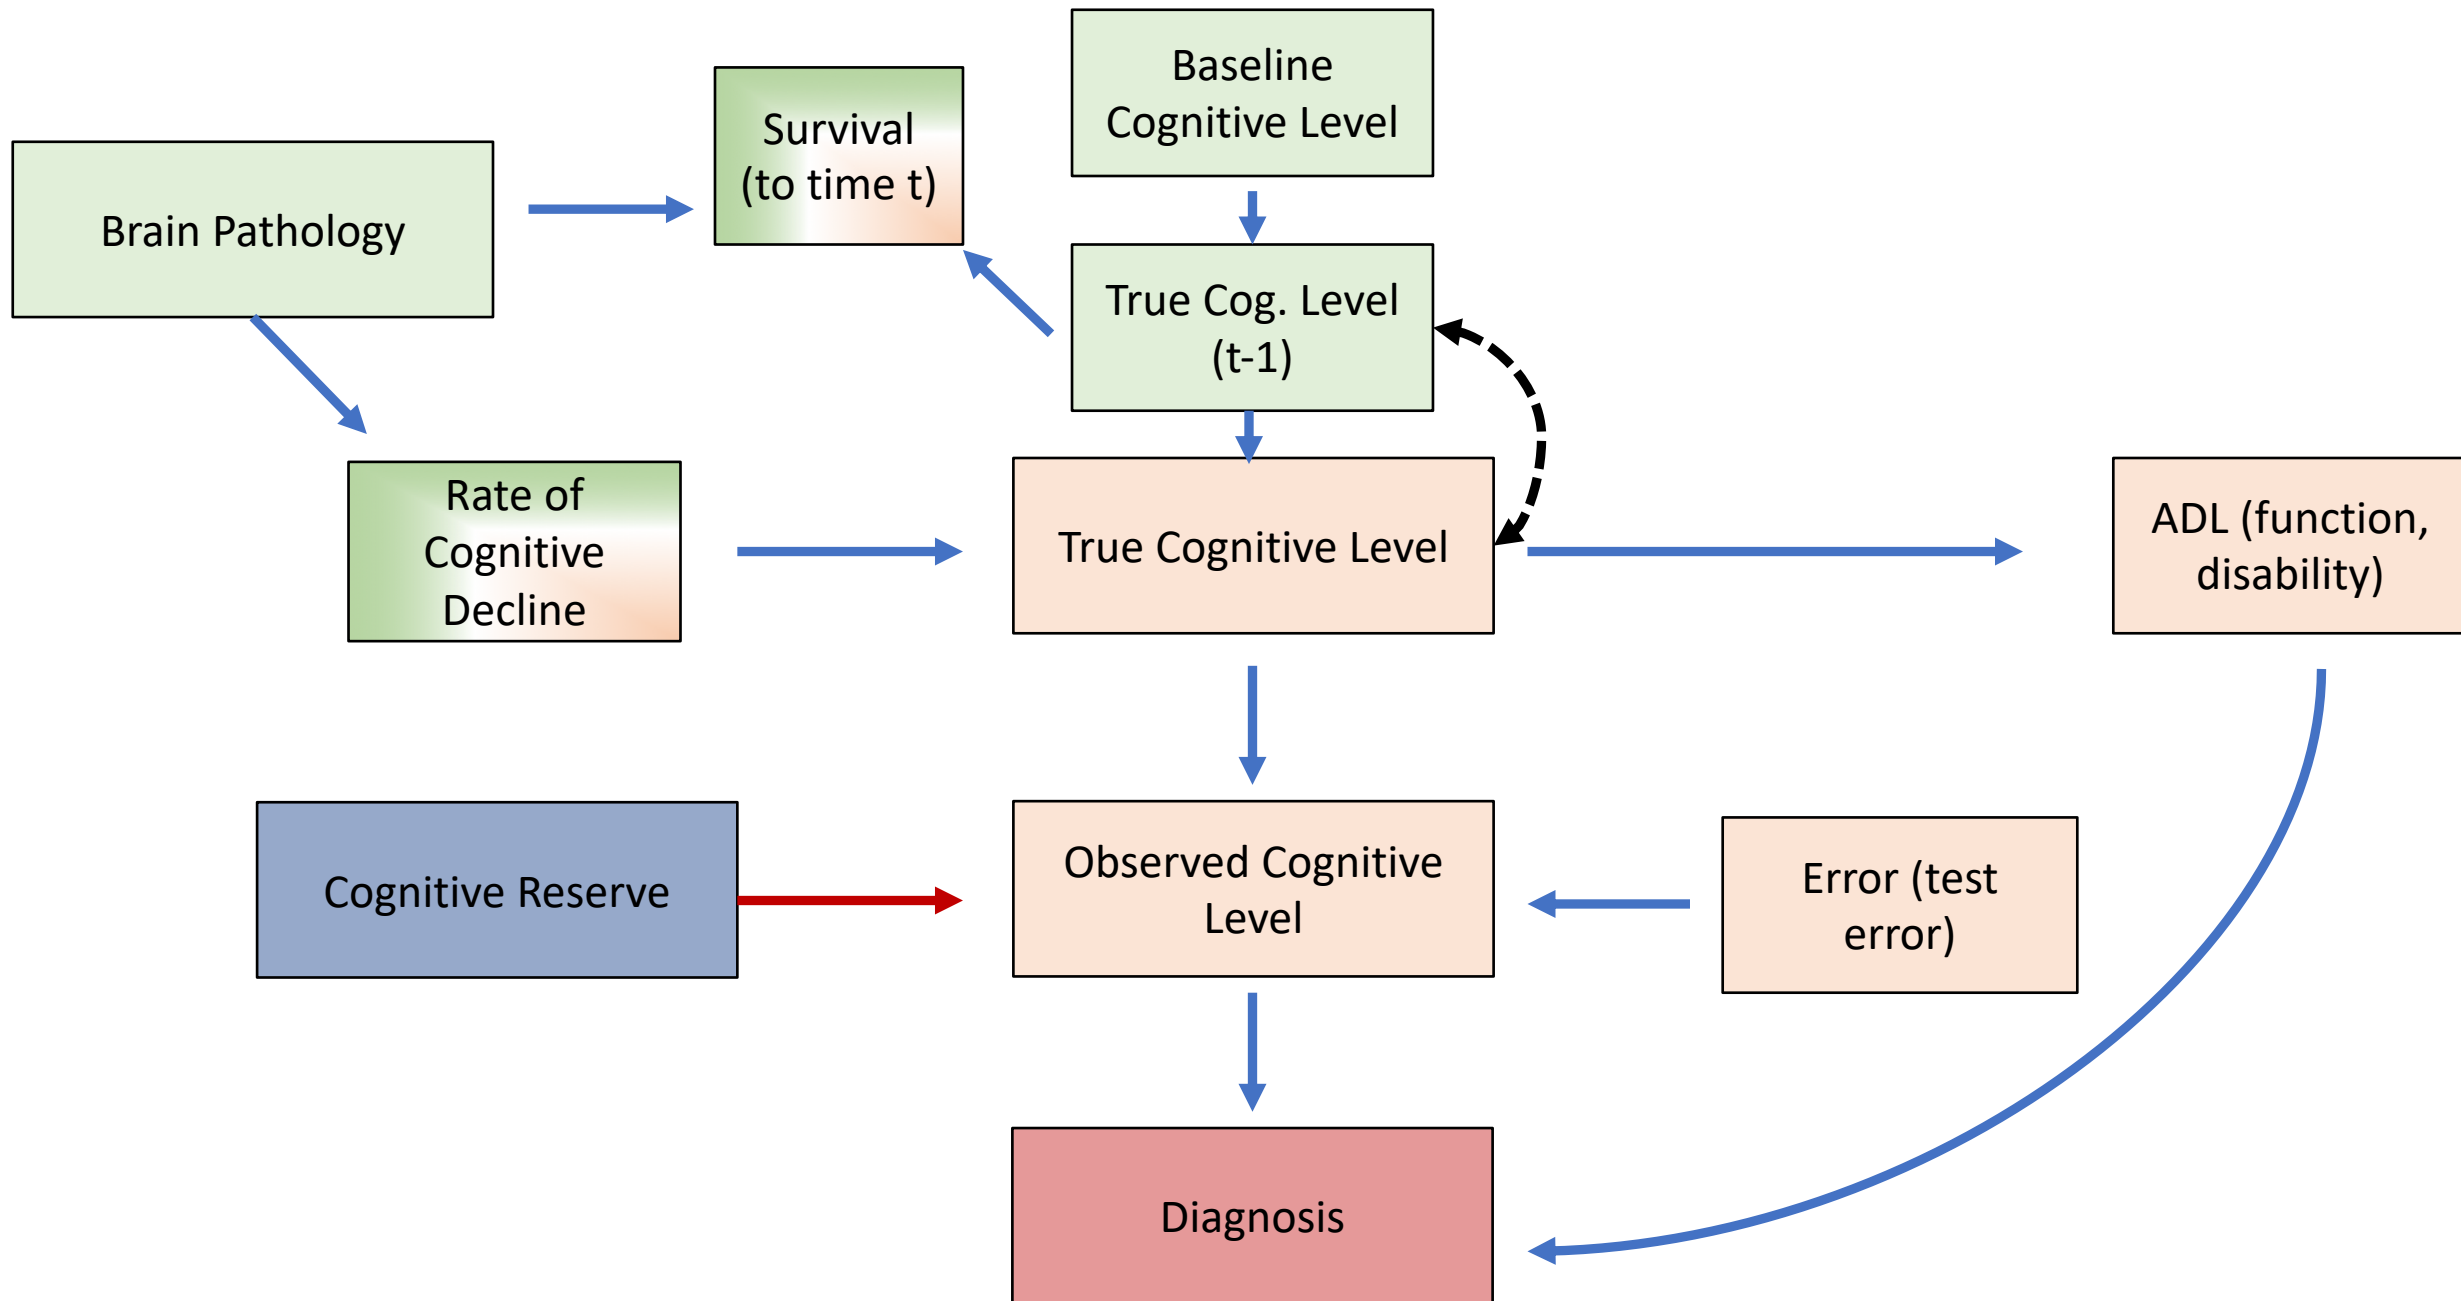 Baseline
Cognitive Level
Survival
(to time t)
Brain Pathology
True Cog. Level
(t-1)
Rate of
Cognitive
Decline
True Cognitive Level
ADL (function,
disability)
Cognitive Reserve
Observed Cognitive
Level
Error (test
error)
Diagnosis